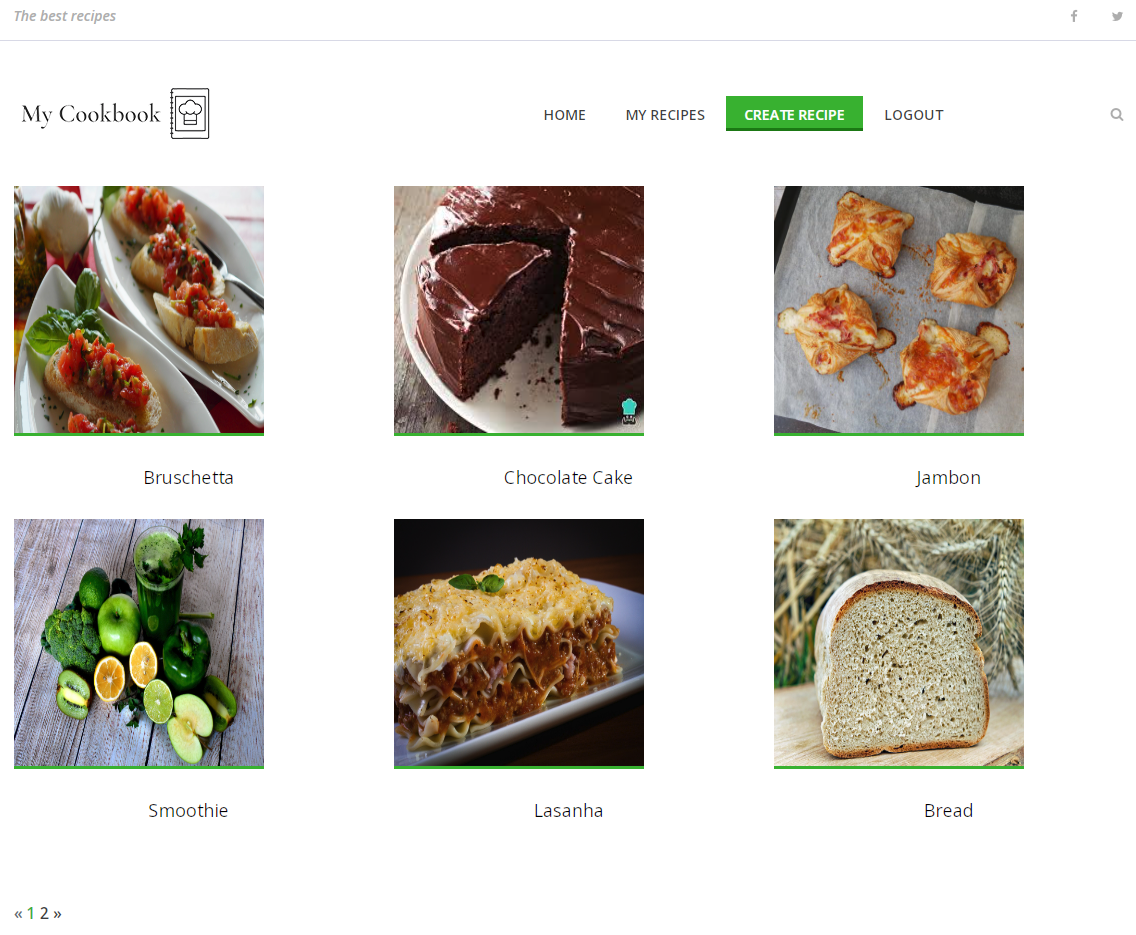 The best recipes
My Cookbook
HOME MY RECIPES CREATE RECIPE LOGOUT
Bruschetta Chocolate Cake Jambon
Smoothie Lasanha Bread
« 1 2 »